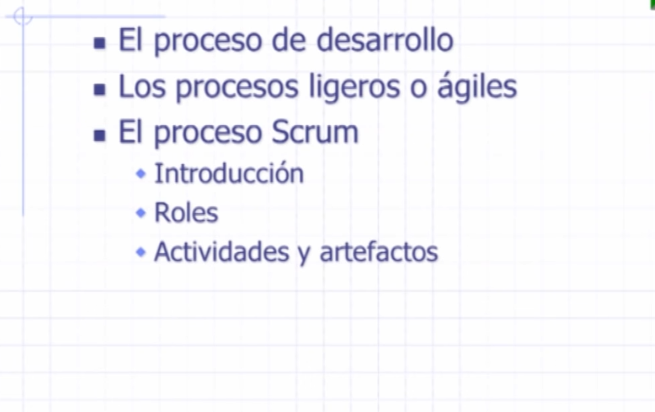 El proceso de desarrollo
Los procesos ligeros o ágiles
El proceso Scrum
Introducción
Roles
Actividades y artefactos